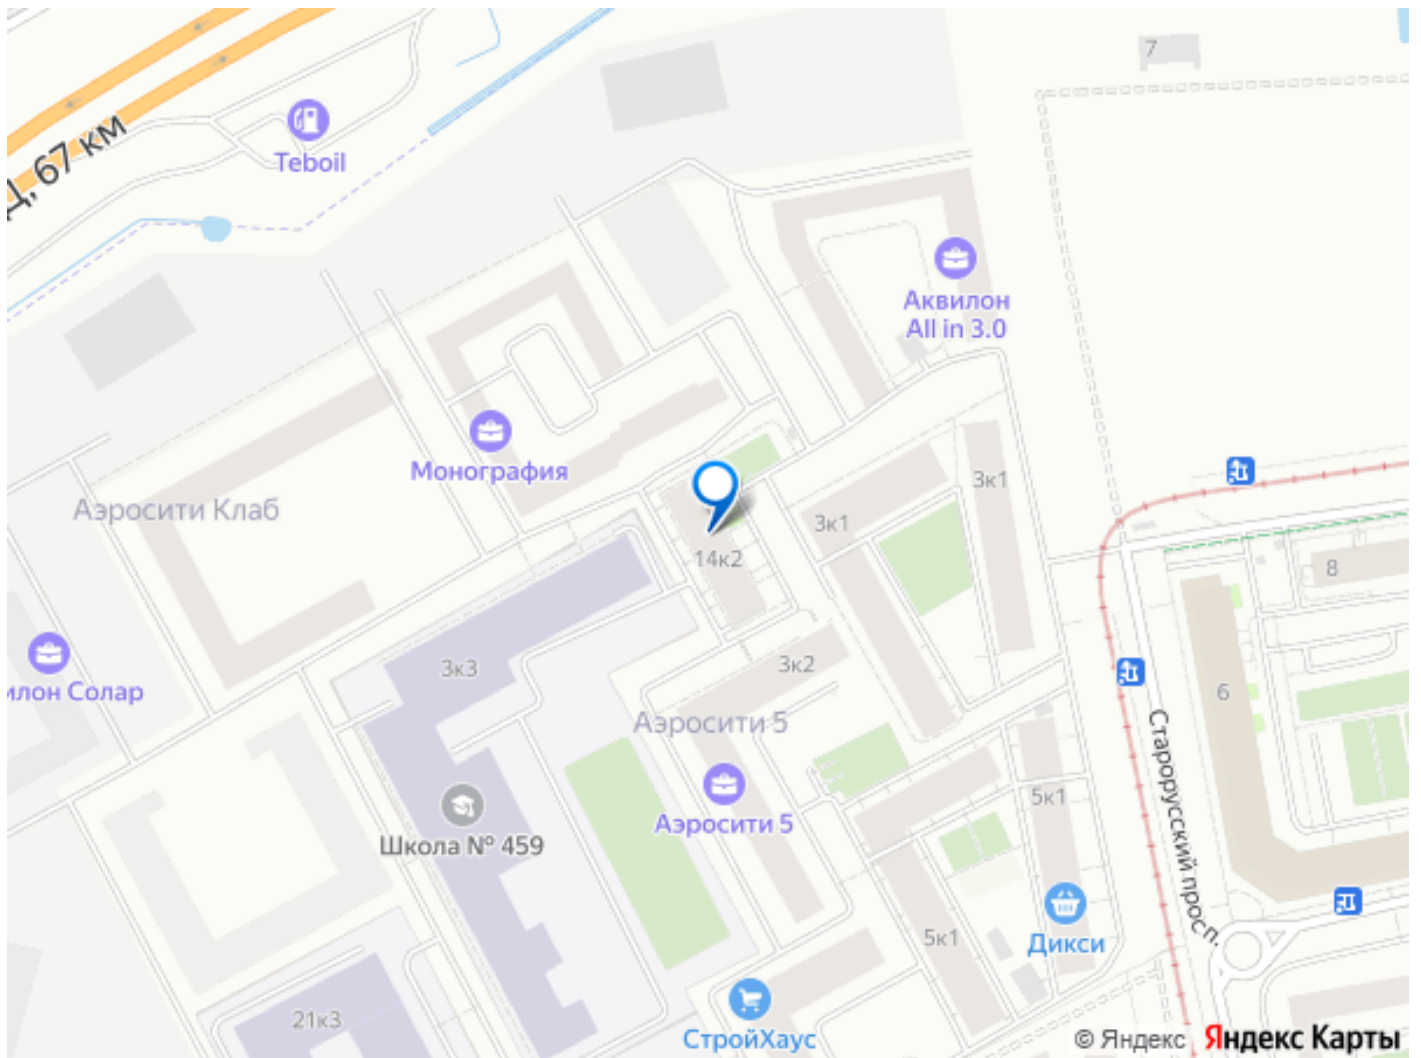 7
67 км
Teboil
Аквилон
All in 3.0
Монография
Аэросити Клаб
3к1
3к1
14к2
8
3к3
3к2
6
илон Солар
Аэросити 5
Старорусский просп.
Аэросити 5
5к1
Школа № 459
5к1
Дикси
21к3
СтройХаус
© Яндекс Яндекс Карты